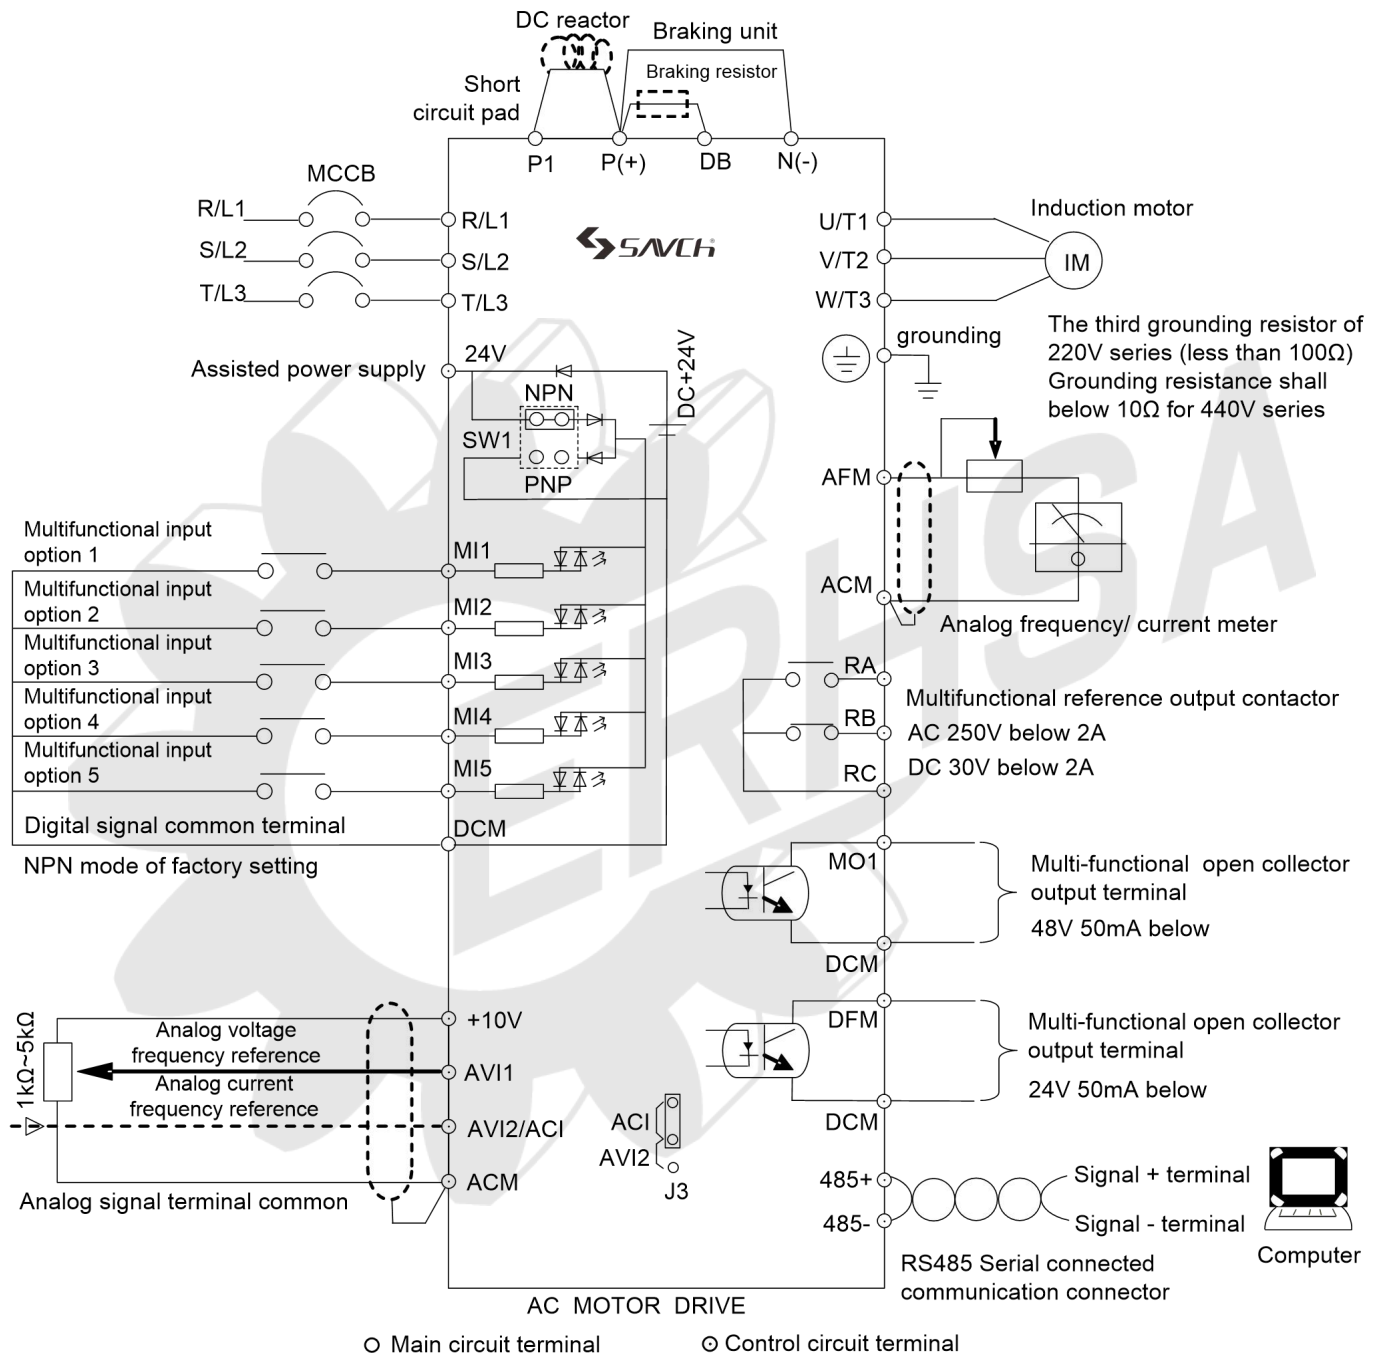 DC reactor
Braking unit
Braking resistor
Short
circuit pad
P1
P(+)
DB
N(-)
MCCB
R/L1
R/L1
S/L2
S/L2
T/L3
T/L3
SAVCH
U/T1
V/T2
W/T3
Induction motor
IM
grounding
The third grounding resistor of
220V series (less than 100Ω)
Grounding resistance shall
below 10Ω for 440V series
Assisted power supply
24V
NPN
SW1
PNP
DC+24V
AFM
ACM
Analog frequency/ current meter
Multifunctional input
option 1
MI1
Multifunctional input
option 2
MI2
Multifunctional input
option 3
MI3
Multifunctional input
option 4
MI4
Multifunctional input
option 5
MI5
Digital signal common terminal
DCM
NPN mode of factory setting
RA
RB
RC
Multifunctional reference output contactor
AC 250V below 2A
DC 30V below 2A
MO1
DCM
Multi-functional open collector
output terminal
48V 50mA below
DFM
DCM
Multi-functional open collector
output terminal
24V 50mA below
1kΩ~5kΩ
+10V
Analog voltage
frequency reference
AVI1
Analog current
frequency reference
AVI2/ACI
ACM
Analog signal terminal common
ACI
AVI2
J3
485+
485-
Signal + terminal
Signal - terminal
Computer
RS485 Serial connected
communication connector
AC MOTOR DRIVE
Main circuit terminal
Control circuit terminal
ERHSA